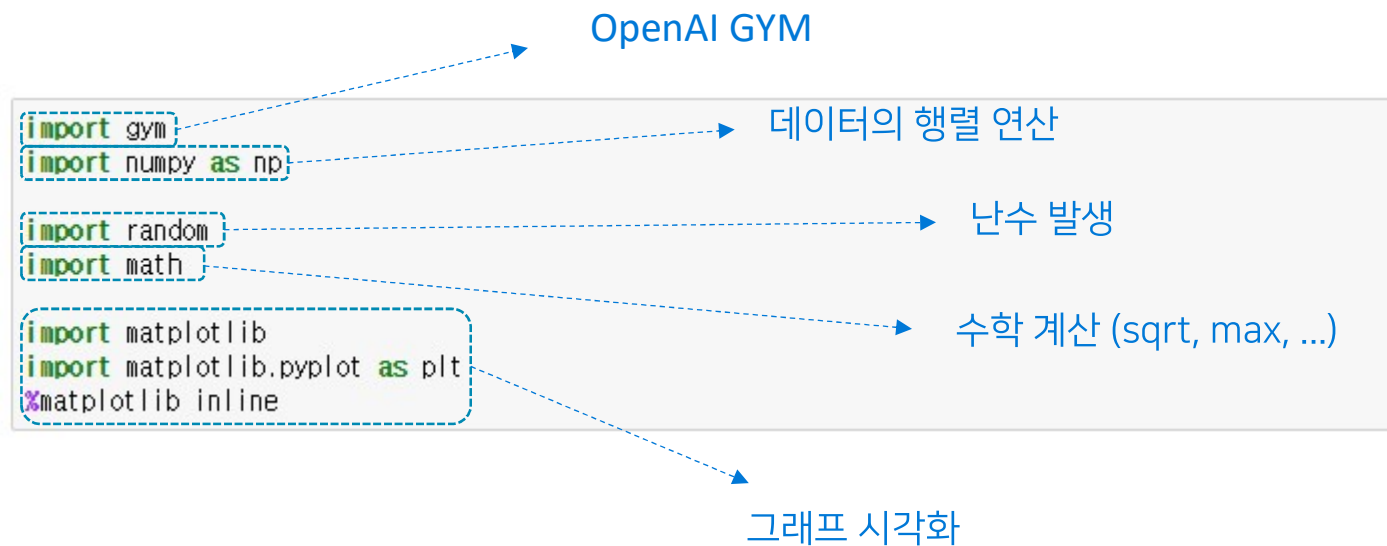 OpenAI GYM
import gym
데이터의 행렬 연산
import numpy as np
import random
난수 발생
import math
수학 계산 (sqrt, max, ...)
import matplotlib
import matplotlib.pyplot as plt
%matplotlib inline
그래프 시각화